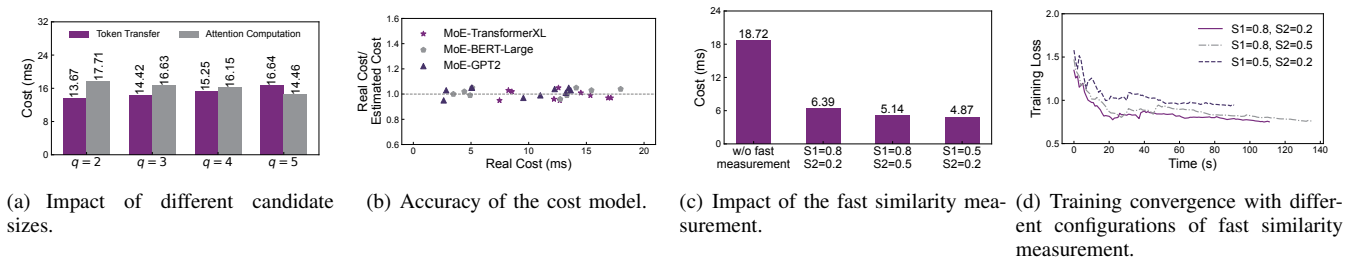 32
24
16
8
0
Cost (ms)
Token Transfer
Attention Computation
13.67
17.71
14.42
16.63
15.25
16.15
16.64
14.46
q = 2
q = 3
q = 4
q = 5
(a) Impact of different candidate
sizes.
1.6
1.4
1.2
1.0
0.8
0.6
Real Cost/
Estimated Cost
MoE-TransformerXL
MoE-BERT-Large
MoE-GPT2
0
5
10
15
20
Real Cost (ms)
(b) Accuracy of the cost model.
24
18
12
6
0
Cost (ms)
18.72
6.39
5.14
4.87
w/o fast
measurement
S1=0.8
S2=0.2
S1=0.8
S2=0.5
S1=0.5
S2=0.2
(c) Impact of the fast similarity mea-
surement.
2.0
1.5
1.0
0.5
Training Loss
S1=0.8, S2=0.2
S1=0.8, S2=0.5
S1=0.5, S2=0.2
0
20
40
60
80
100
120
140
Time (s)
(d) Training convergence with differ-
ent configurations of fast similarity
measurement.